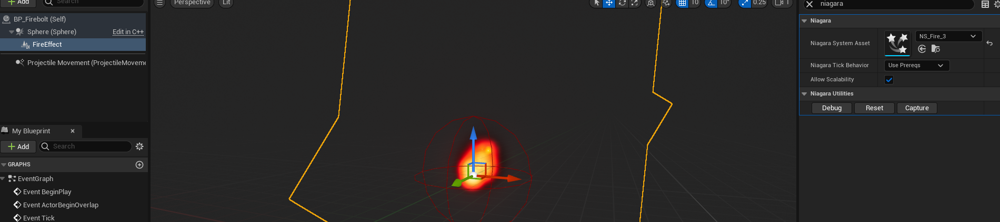 Add
Search
BP_Firebolt (Self)
Sphere (Sphere)
Edit in C++
FireEffect
Projectile Movement (ProjectileMoveme
My Blueprint
Add
Search
GRAPHS
EventGraph
Event BeginPlay
Event ActorBeginOverlap
Event Tick
Perspective
Lit
10
10°
0.25
1
niagara
Niagara
Niagara System Asset
NS_Fire_3
Niagara Tick Behavior
Use Prereqs
Allow Scalability
Niagara Utilities
Debug
Reset
Capture